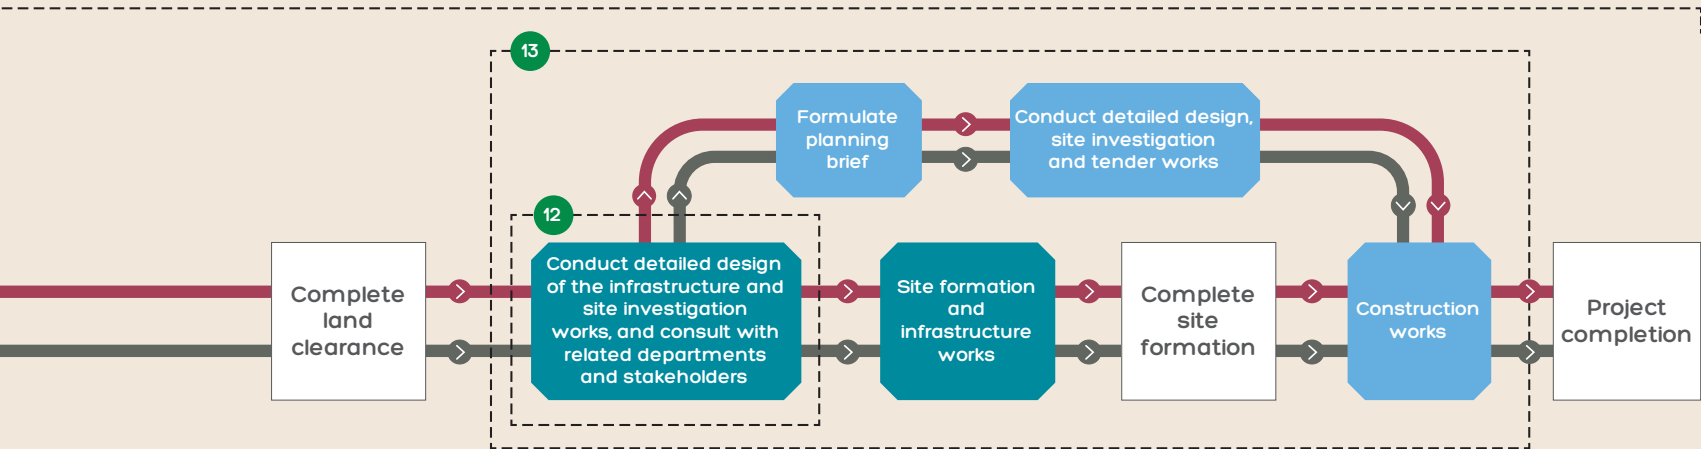 13
Formulate
planning
brief
Conduct detailed design,
site investigation
and tender works
12
Complete
land
clearance
Conduct detailed design
of the infrastructure and
site investigation
works, and consult with
related departments
and stakeholders
Site formation
and
infrastructure
works
Complete
site
formation
Construction
works
Project
completion